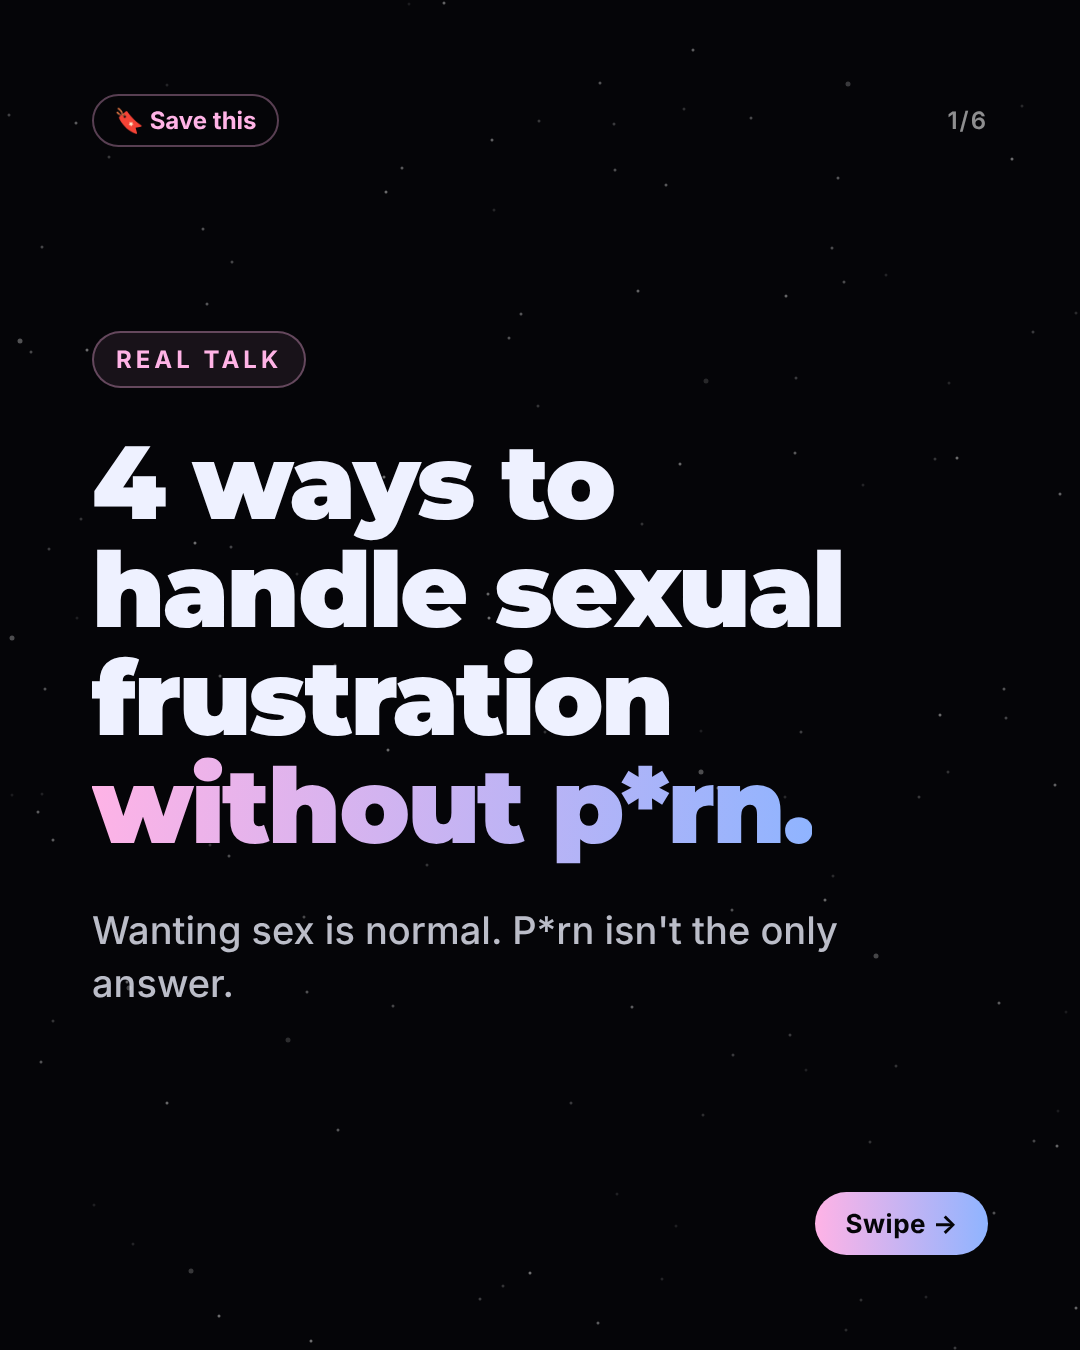 🔖 Save this
1/6
REAL TALK
4 ways to
handle sexual
frustration
without p*rn.
Wanting sex is normal. P*rn isn't the only
answer.
Swipe →